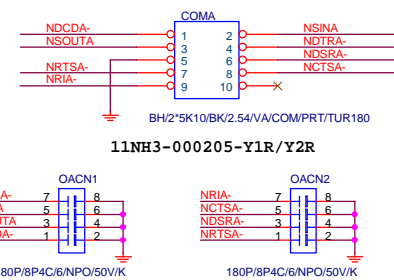 COMA
NDCDA- 1 2 NSINA
NSOUTA 3 4 NDTRA-
5 6 NDSRA-
NRTSA- 7 8 NCTSA-
NRIA- 9 10
BH/2*5K10/BK/2.54/VA/COM/PRT/TUR180
11NH3-000205-Y1R/Y2R
OACN1 OACN2
A- 7 8 NRIA- 7 8
A 5 6 NCTSA- 5 6
UTA 3 4 NDSRA- 3 4
DA- 1 2 NRTSA- 1 2
80P/8P4C/6/NPO/50V/K 180P/8P4C/6/NPO/50V/K